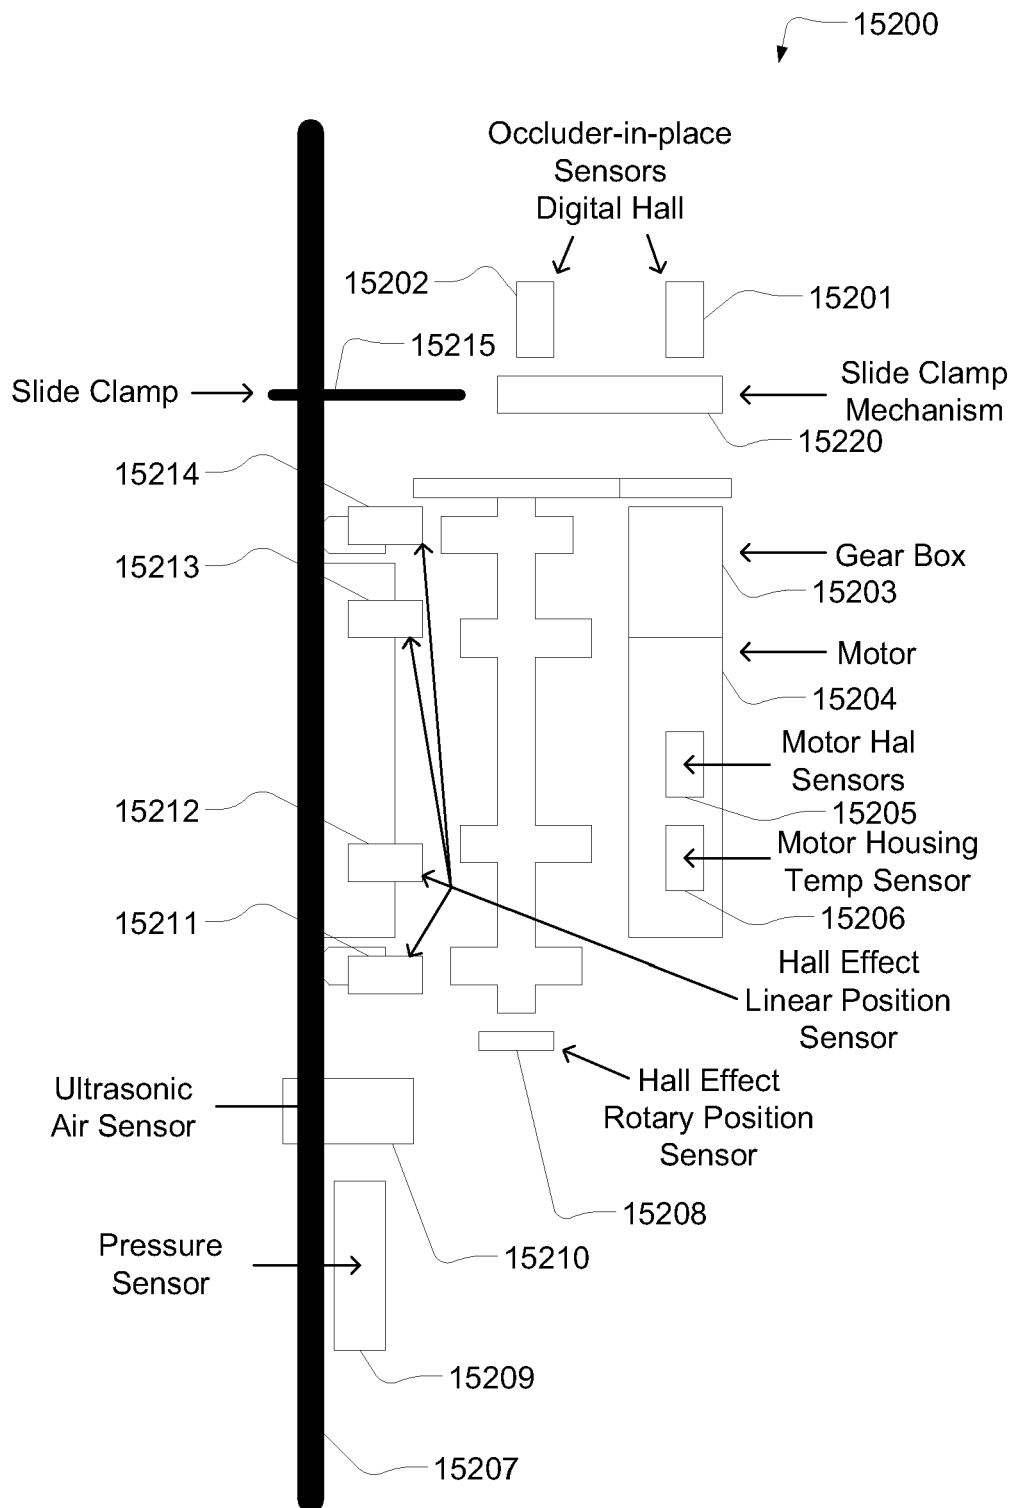 15200
Occluder-in-place
Sensors
Digital Hall
15202
15201
15215
Slide Clamp
Slide Clamp
Mechanism
15220
15214
Gear Box
15213
15203
Motor
15204
Motor Hal
Sensors
15212
15205
Motor Housing
Temp Sensor
15211
15206
Hall Effect
Linear Position
Sensor
Ultrasonic
Air Sensor
Hall Effect
Rotary Position
Sensor
15208
Pressure
Sensor
15210
15209
15207